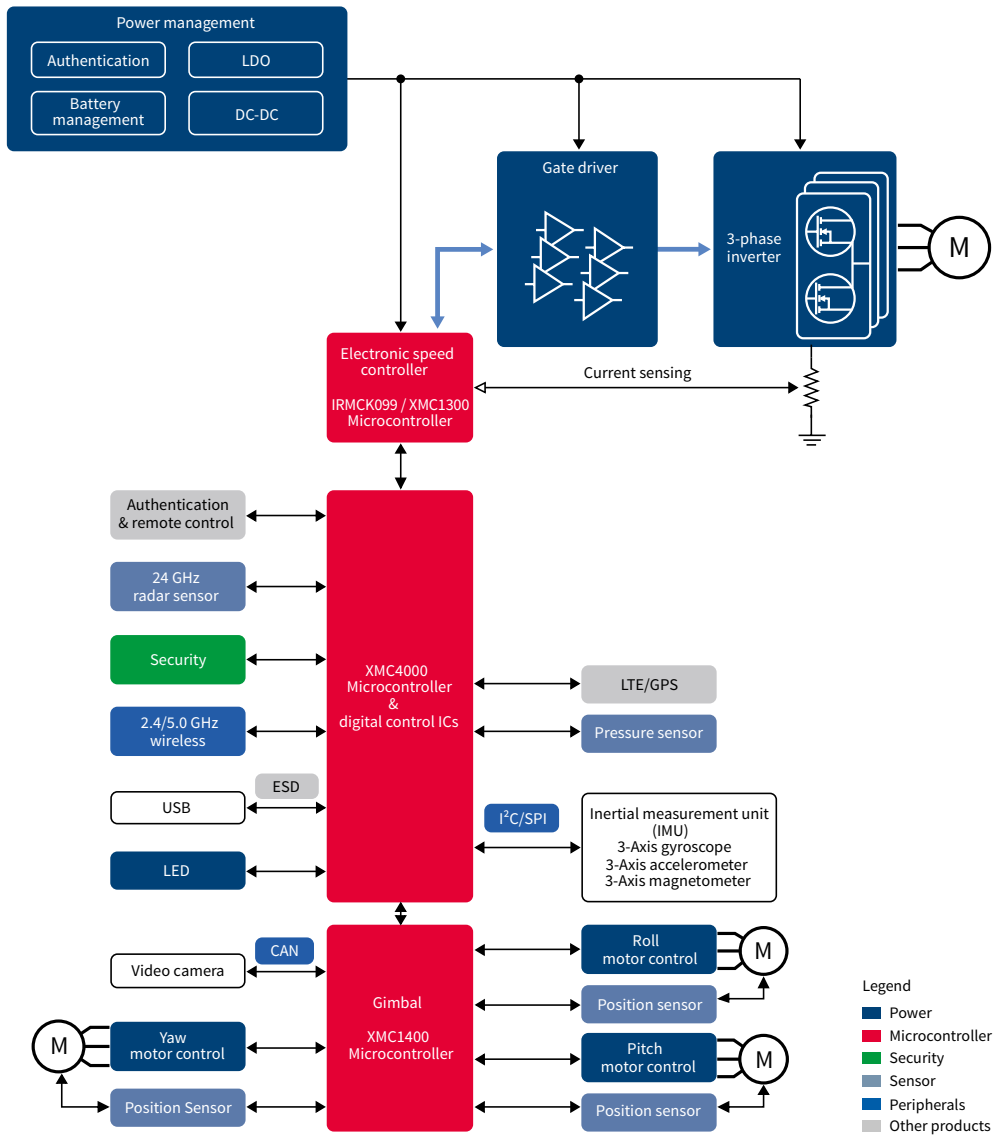 Power management
Authentication
LDO
Battery
management
DC-DC
Gate driver
3-phase
inverter
M
Electronic speed
controller
IRMCK099 / XMC1300
Microcontroller
Current sensing
Authentication
& remote control
24 GHz
radar sensor
Security
2.4/5.0 GHz
wireless
ESD
USB
LED
XMC4000
Microcontroller
&
digital control ICs
LTE/GPS
Pressure sensor
I²C/SPI
Inertial measurement unit
(IMU)
3-Axis gyroscope
3-Axis accelerometer
3-Axis magnetometer
CAN
Video camera
M
Yaw
motor control
Position Sensor
Gimbal
XMC1400
Microcontroller
Roll
motor control
M
Position sensor
Pitch
motor control
M
Position sensor
Legend
Power
Microcontroller
Security
Sensor
Peripherals
Other products